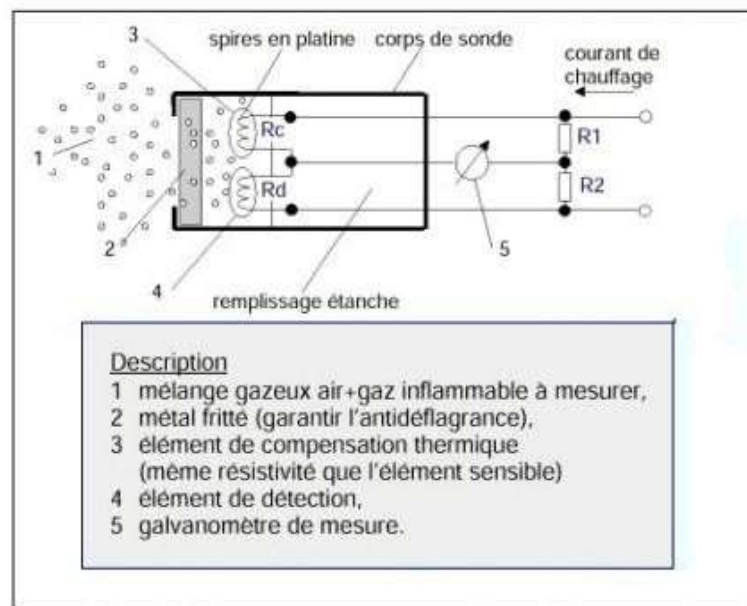 3
spires en platine
corps de sonde
courant de
chauffage
1
Rc
R1
Rd
R2
2
5
4
remplissage étanche
Description
1 mélange gazeux air+gaz inflammable à mesurer,
2 métal fritté (garantir l'antidéflagrance),
3 élément de compensation thermique
(même résistivité que l'élément sensible)
4 élément de détection,
5 galvanomètre de mesure.